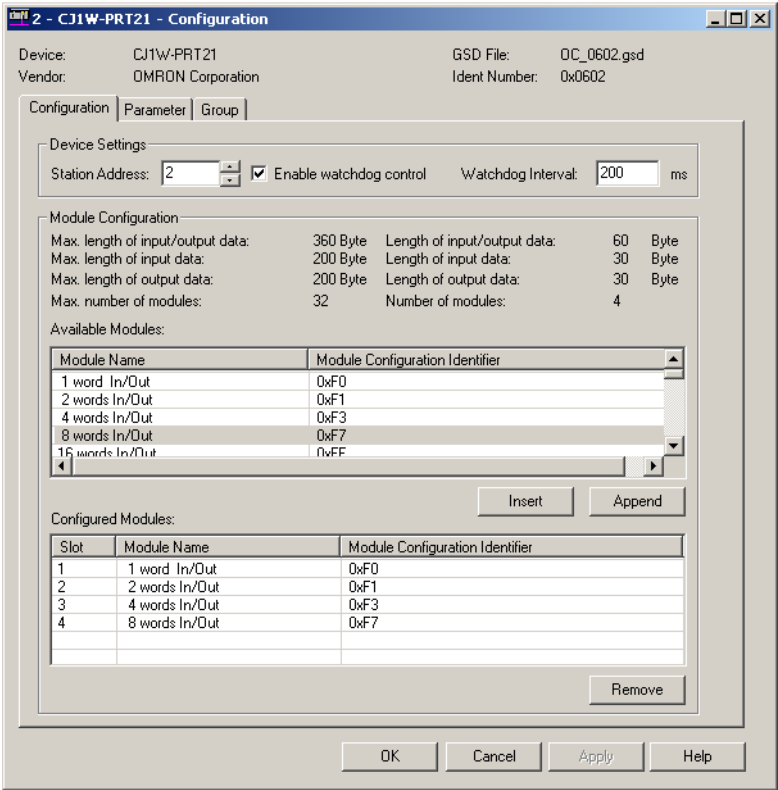 2 - CJ1W-PRT21 - Configuration
Device: CJ1W-PRT21 GSD File: OC_0602.gsd
Vendor: OMRON Corporation Ident Number: 0x0602
Configuration Parameter Group
Device Settings
Station Address: 2 Enable watchdog control Watchdog Interval: 200 ms
Module Configuration
Max. length of input/output data: 360 Byte Length of input/output data: 60 Byte
Max. length of input data: 200 Byte Length of input data: 30 Byte
Max. length of output data: 200 Byte Length of output data: 30 Byte
Max. number of modules: 32 Number of modules: 4
Available Modules:
Module Name Module Configuration Identifier
1 word In/Out 0xF0
2 words In/Out 0xF1
4 words In/Out 0xF3
8 words In/Out 0xF7
16 words In/Out 0xFF
Insert Append
Configured Modules:
Slot Module Name Module Configuration Identifier
1 1 word In/Out 0xF0
2 2 words In/Out 0xF1
3 4 words In/Out 0xF3
4 8 words In/Out 0xF7
Remove
OK Cancel Apply Help